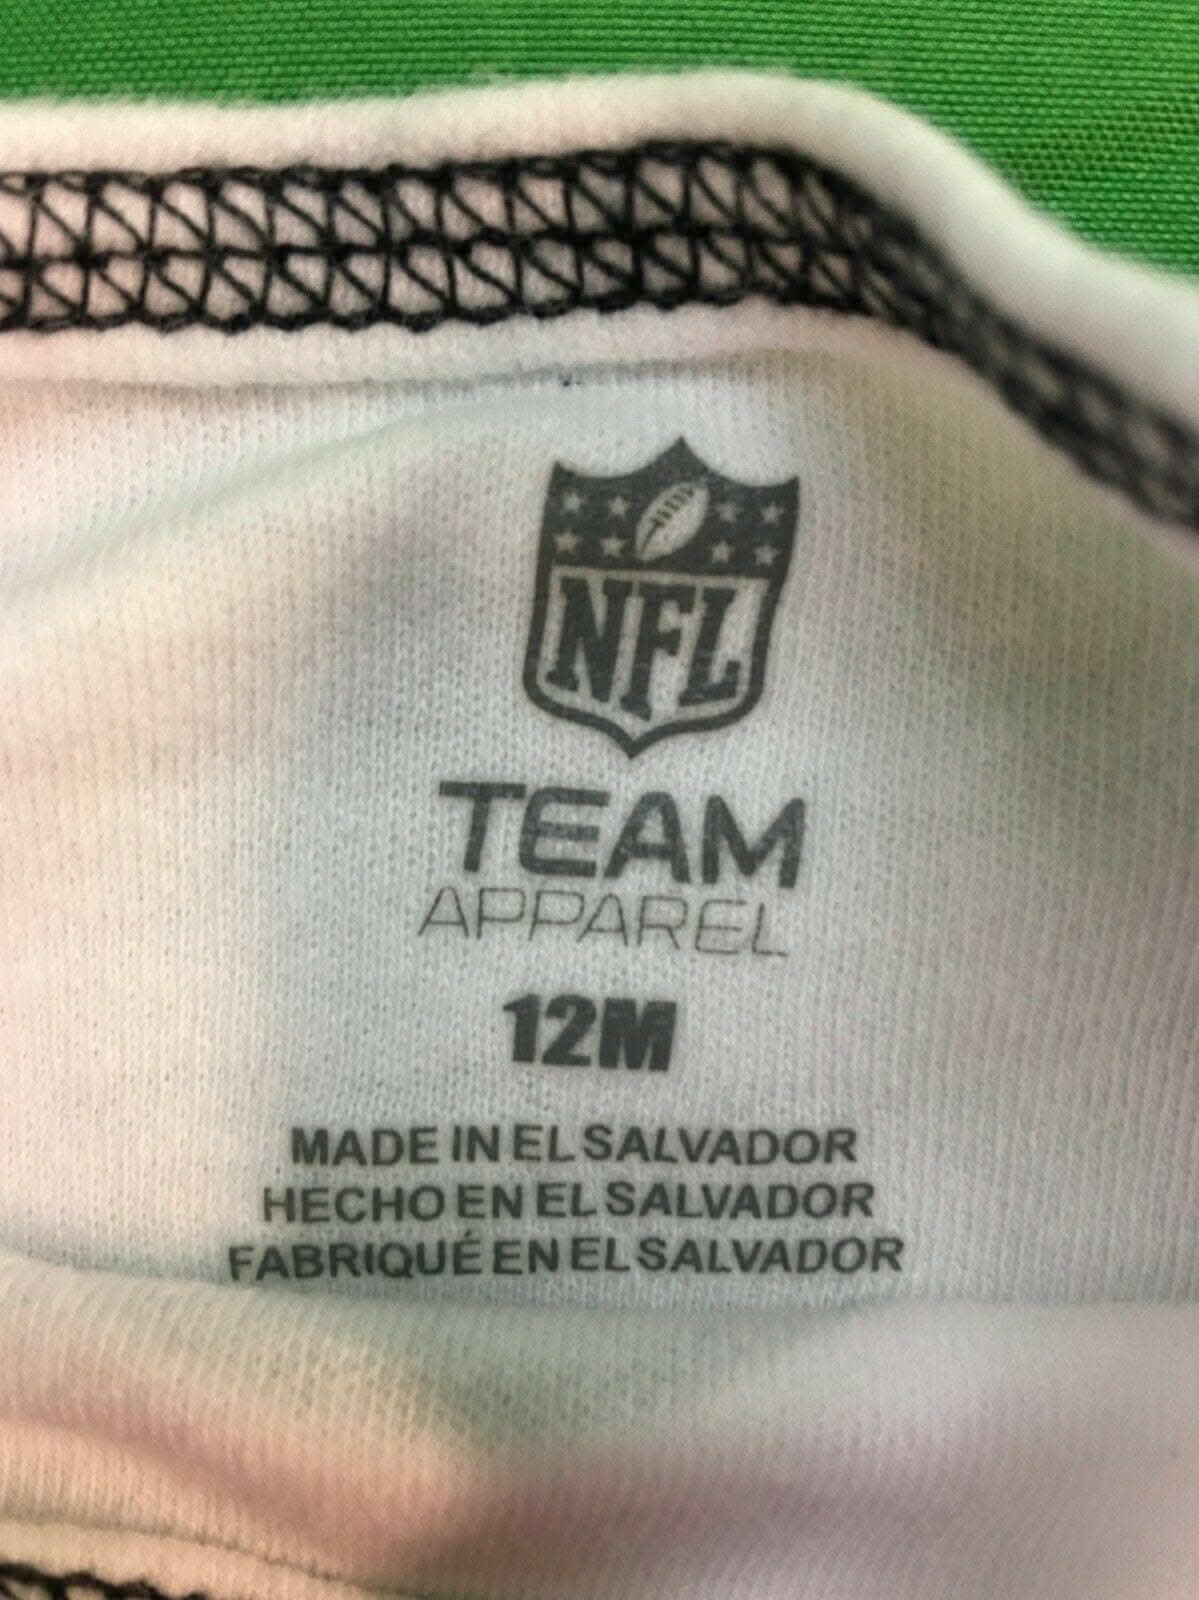 NFL
TEAM
APPAREL
12M
MADE IN EL SALVADOR
HECHO EN EL SALVADOR
FABRIQUÉ EN EL SALVADOR